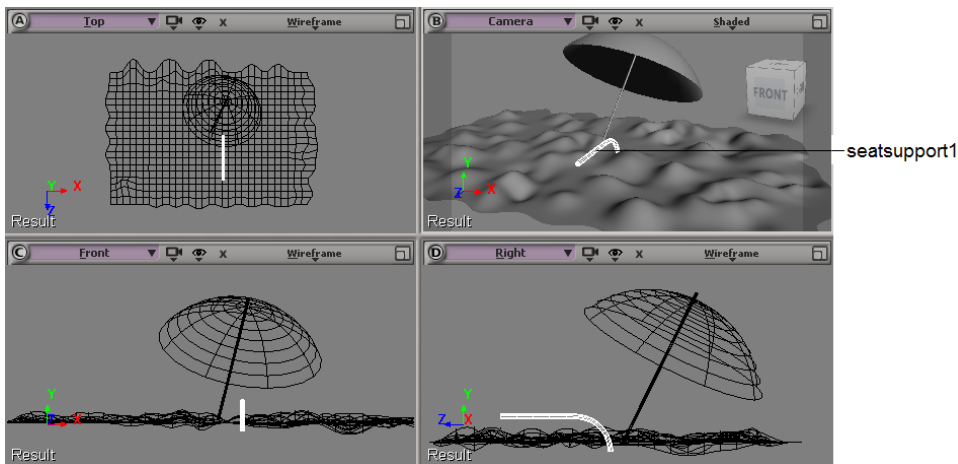 A Top x Wireframe
Y
X
Z
Result
B Camera x Shaded
FRONT
Y
Z X
Result
seatsupport1
C Front x Wireframe
Y
Z X
Result
D Right x Wireframe
Y
Z X
Result